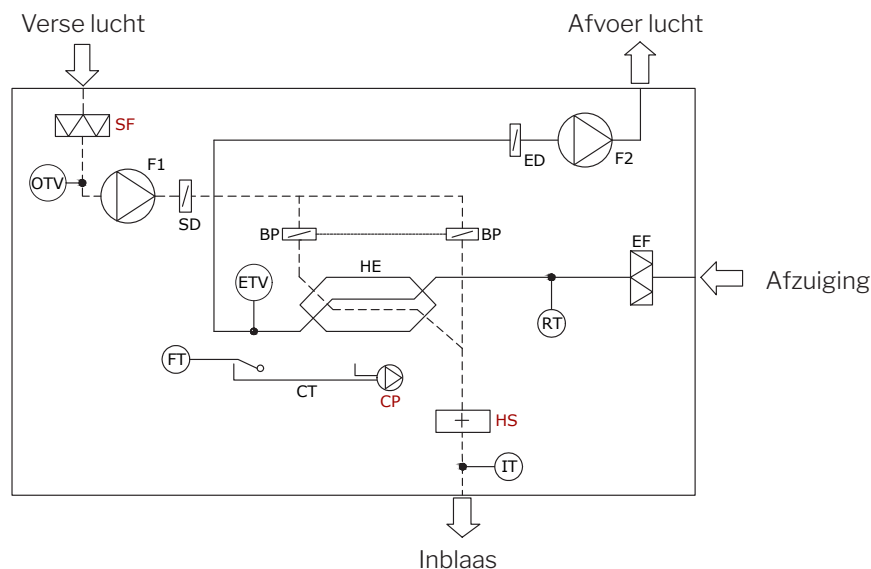 Verse lucht
Afvoer lucht
SF
F1
ED
F2
OTV
SD
BP
BP
EF
HE
ETV
Afzuiging
RT
FT
CT
CP
HS
IT
Inblaas